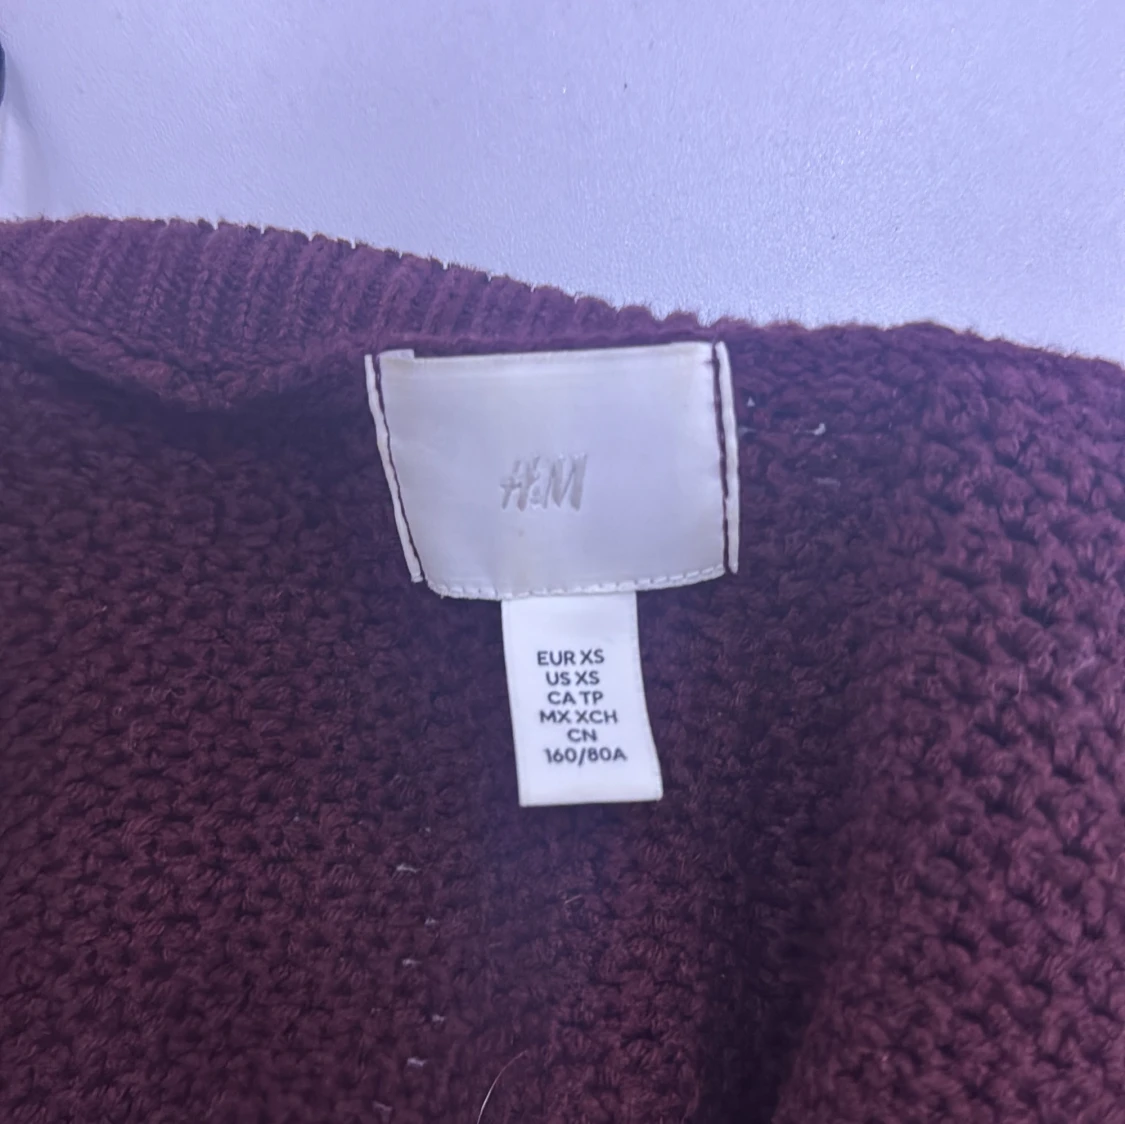 H&M
EUR XS
US XS
CA TP
MX XCH
CN
160/80A